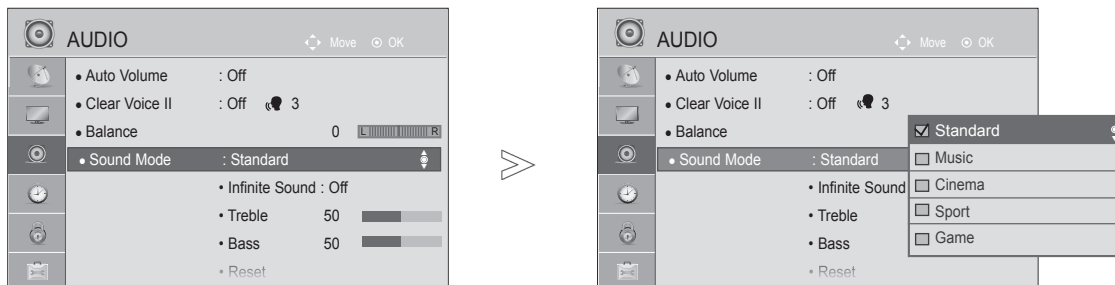 AUDIO
Move OK
• Auto Volume : Off
• Clear Voice II : Off 3
• Balance 0 L R
• Sound Mode : Standard
• Infinite Sound : Off
• Treble 50
• Bass 50
• Reset
AUDIO
Move OK
• Auto Volume : Off
• Clear Voice II : Off 3
• Balance
• Sound Mode : Standard
• Infinite Sound
• Treble
• Bass
• Reset
Standard
Music
Cinema
Sport
Game